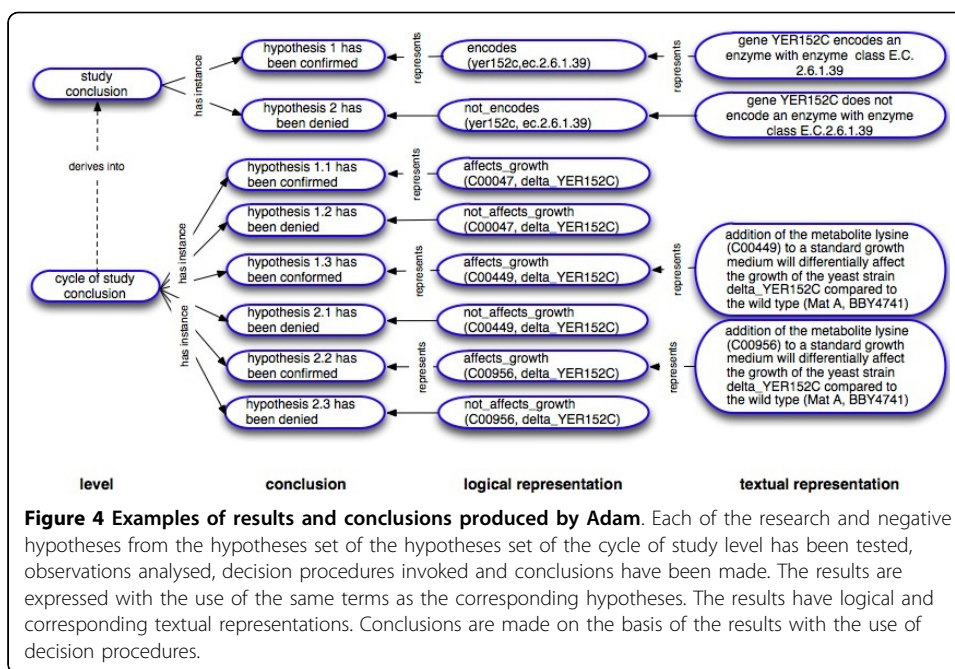 hypothesis 1 has
been confirmed
represents
encodes
(yer152c,ec.2.6.1.39)
represents
gene YER152C encodes an
enzyme with enzyme class E.C.
2.6.1.39
study
conclusion
has instance
hypothesis 2 has
been denied
not_encodes
(yer152c, ec.2.6.1.39)
gene YER152C does not
encode an enzyme with enzyme
class E.C.2.6.1.39
derives into
hypothesis 1.1 has
been confirmed
represents
affects_growth
(C00047, delta_YER152C)
has instance
hypothesis 1.2 has
been denied
not_affects_growth
(C00047, delta_YER152C)
cycle of study
conclusion
hypothesis 1.3 has
been conformed
represents
affects_growth
(C00449, delta_YER152C)
represents
addition of the metabolite lysine
(C00449) to a standard growth
medium will differentially affect
the growth of the yeast strain
delta_YER152C compared to
the wild type (Mat A, BBY4741)
has instance
hypothesis 2.1 has
been denied
not_affects_growth
(C00449, delta_YER152C)
hypothesis 2.2 has
been confirmed
represents
affects_growth
(C00956, delta_YER152C)
represents
addition of the metabolite lysine
(C00956) to a standard growth
medium will differentially affect
the growth of the yeast strain
delta_YER152C compared to
the wild type (Mat A, BBY4741)
hypothesis 2.3 has
been denied
not_affects_growth
(C00956, delta_YER152C)
level
conclusion
logical representation
textual representation
Figure 4 Examples of results and conclusions produced by Adam. Each of the research and negative
hypotheses from the hypotheses set of the hypotheses set of the cycle of study level has been tested,
observations analysed, decision procedures invoked and conclusions have been made. The results are
expressed with the use of the same terms as the corresponding hypotheses. The results have logical and
corresponding textual representations. Conclusions are made on the basis of the results with the use of
decision procedures.